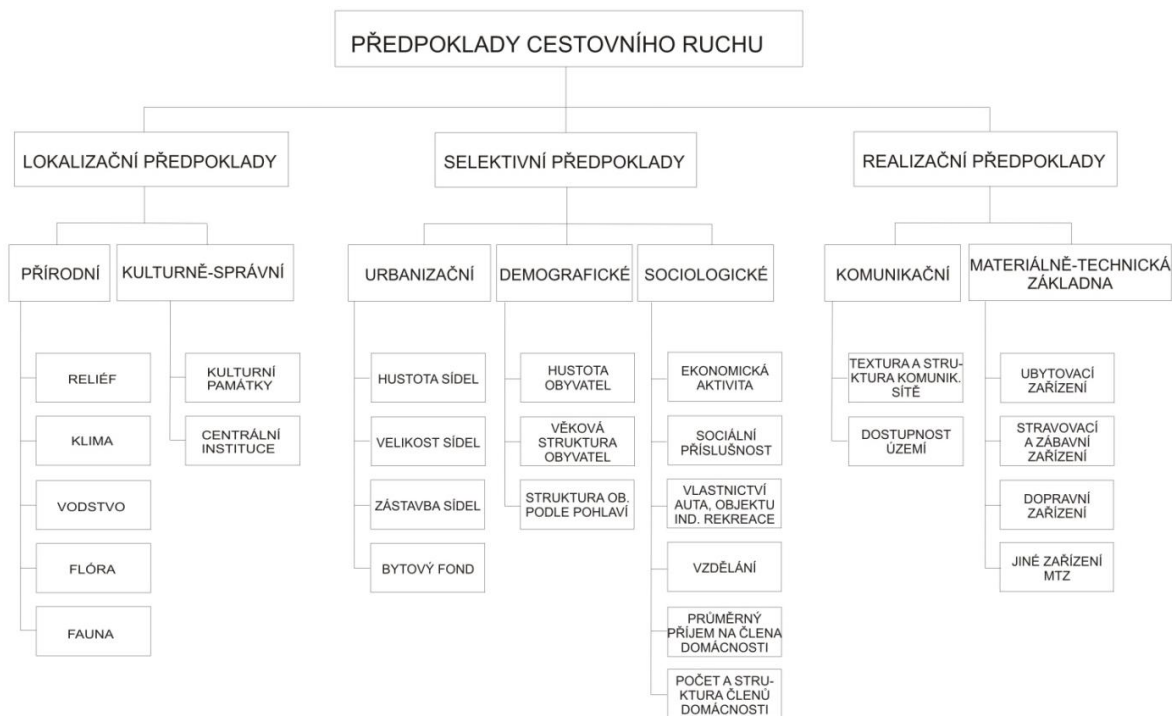 PŘEDPOKLADY CESTOVNÍHO RUCHU
LOKALIZAČNÍ PŘEDPOKLADY
SELEKTIVNÍ PŘEDPOKLADY
REALIZAČNÍ PŘEDPOKLADY
PŘÍRODNÍ
KULTURNĚ-SPRÁVNÍ
URBANIZAČNÍ
DEMOGRAFICKÉ
SOCIOLOGICKÉ
KOMUNIKAČNÍ
MATERIÁLNĚ-TECHNICKÁ
ZÁKLADNA
RELIÉF
KLIMA
VODSTVO
FLÓRA
FAUNA
KULTURNÍ
PAMÁTKY
CENTRÁLNÍ
INSTITUCE
HUSTOTA SÍDEL
VELIKOST SÍDEL
ZÁSTAVBA SÍDEL
BYTOVÝ FOND
HUSTOTA
OBYVATEL
VĚKOVÁ
STRUKTURA
OBYVATEL
STRUKTURA OB.
PODLE POHLAVÍ
EKONOMICKÁ
AKTIVITA
SOCIÁLNÍ
PŘÍSLUŠNOST
VLASTNICTVÍ
AUTA, OBJEKTU
IND. REKREACE
VZDĚLÁNÍ
PRŮMĚRNÝ
PŘÍJEM NA ČLENA
DOMÁCNOSTI
POČET A STRU-
KTURA ČLENŮ
DOMÁCNOSTI
TEXTURA A STRU-
KTURA KOMUNIK.
SÍTĚ
DOSTUPNOST
ÚZEMÍ
UBYTOVACÍ
ZAŘÍZENÍ
STRAVOVACÍ
A ZÁBAVNÍ
ZAŘÍZENÍ
DOPRAVNÍ
ZAŘÍZENÍ
JINÉ ZAŘÍZENÍ
MTZ